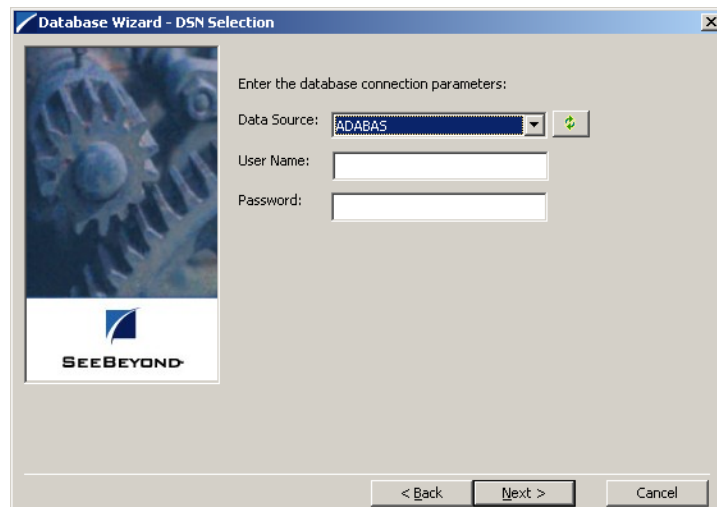 Database Wizard - DSN Selection
Enter the database connection parameters:
Data Source: ADABAS
User Name:
Password:
SEEBEYOND
< Back Next > Cancel